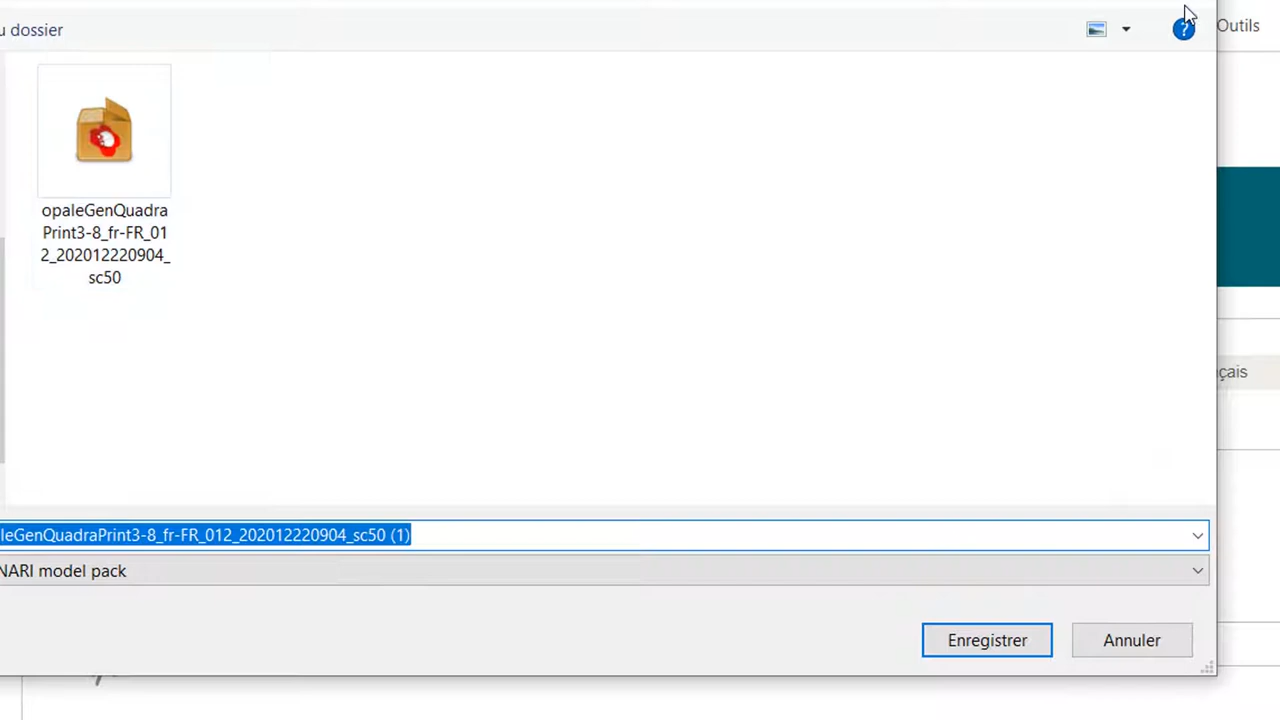 u dossier
?
Outils
opaleGenQuadra
Print3-8_fr-FR_01
2_202012220904_
sc50
çais
leGenQuadraPrint3-8_fr-FR_012_202012220904_sc50 (1)
NARI model pack
Enregistrer
Annuler